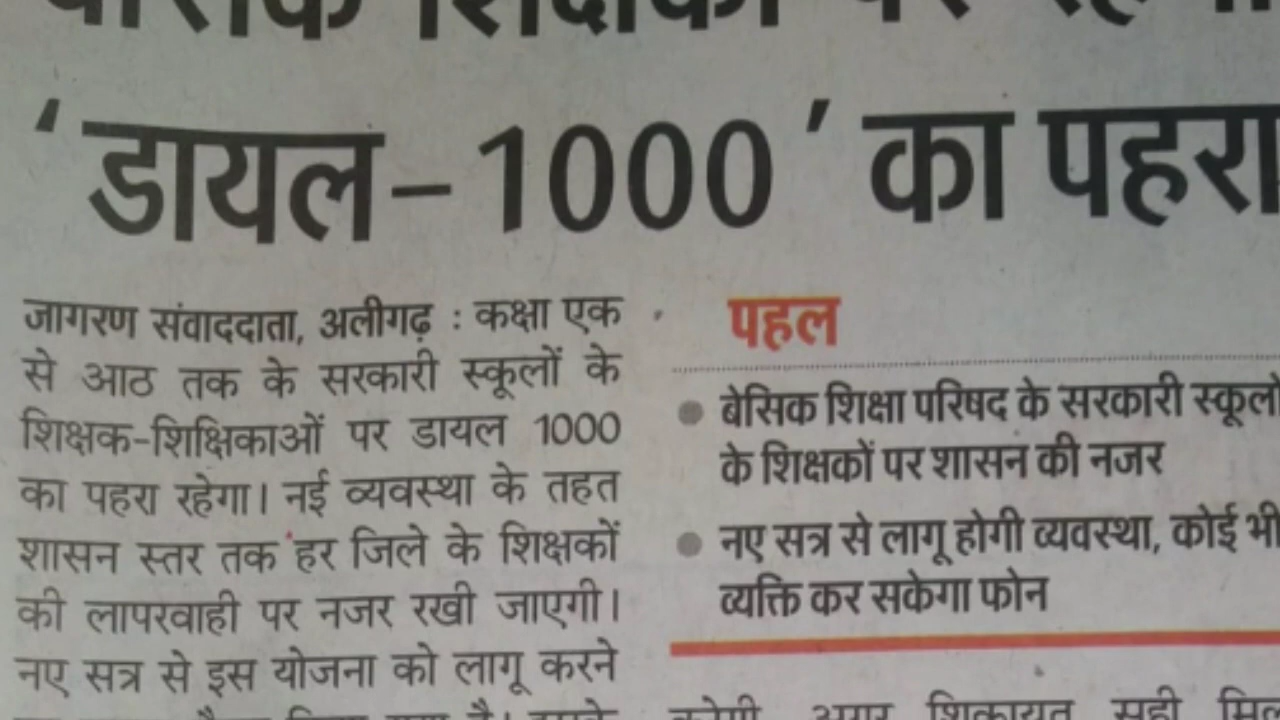 ‘डायल-1000’ का पहरा
जागरण संवाददाता, अलीगढ़ : कक्षा एक
से आठ तक के सरकारी स्कूलों के
शिक्षक-शिक्षिकाओं पर डायल 1000
का पहरा रहेगा। नई व्यवस्था के तहत
शासन स्तर तक हर जिले के शिक्षकों
की लापरवाही पर नजर रखी जाएगी।
नए सत्र से इस योजना को लागू करने
पहल
बेसिक शिक्षा परिषद के सरकारी स्कूलों
के शिक्षकों पर शासन की नजर
नए सत्र से लागू होगी व्यवस्था, कोई भी
व्यक्ति कर सकेगा फोन